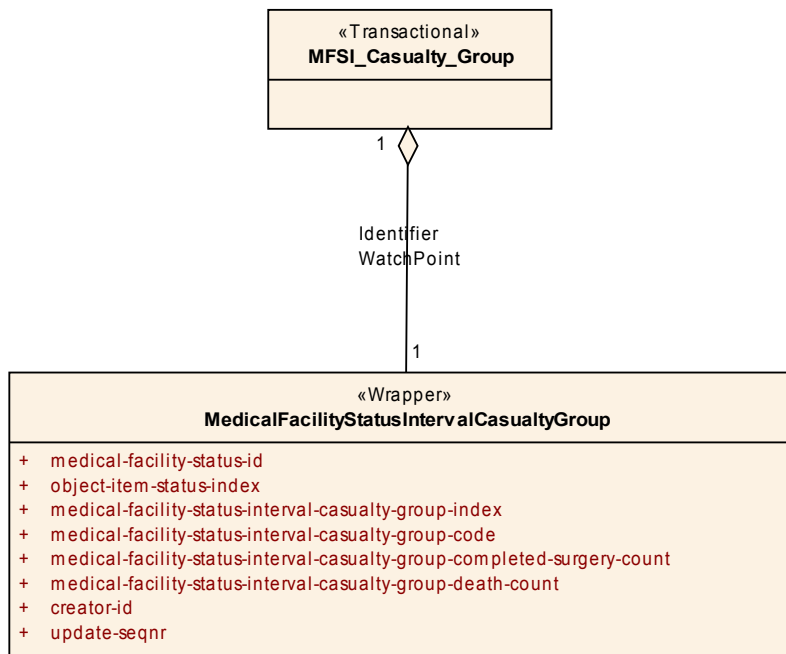 «Transactional»
MFSI_Casualty_Group
1
Identifier
WatchPoint
1
«Wrapper»
MedicalFacilityStatusIntervalCasualtyGroup
+ medical-facility-status-id
+ object-item-status-index
+ medical-facility-status-interval-casualty-group-index
+ medical-facility-status-interval-casualty-group-code
+ medical-facility-status-interval-casualty-group-completed-surgery-count
+ medical-facility-status-interval-casualty-group-death-count
+ creator-id
+ update-seqnr